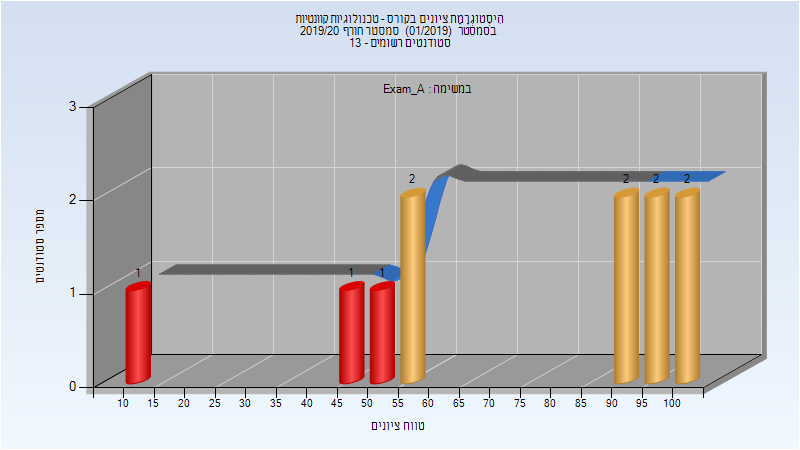 היסטוגרמת ציונים בקורס - טכנולוגיות קוונטיות
בסמסטר (01/2019) סמסטר חורף 2019/20
סטודנטים רשומים - 13
במשימה : Exam_A
מספר סטודנטים
3
2
1
0
1
1
1
2
2
2
2
10 15 20 25 30 35 40 45 50 55 60 65 70 75 80 85 90 95 100
טווח ציונים